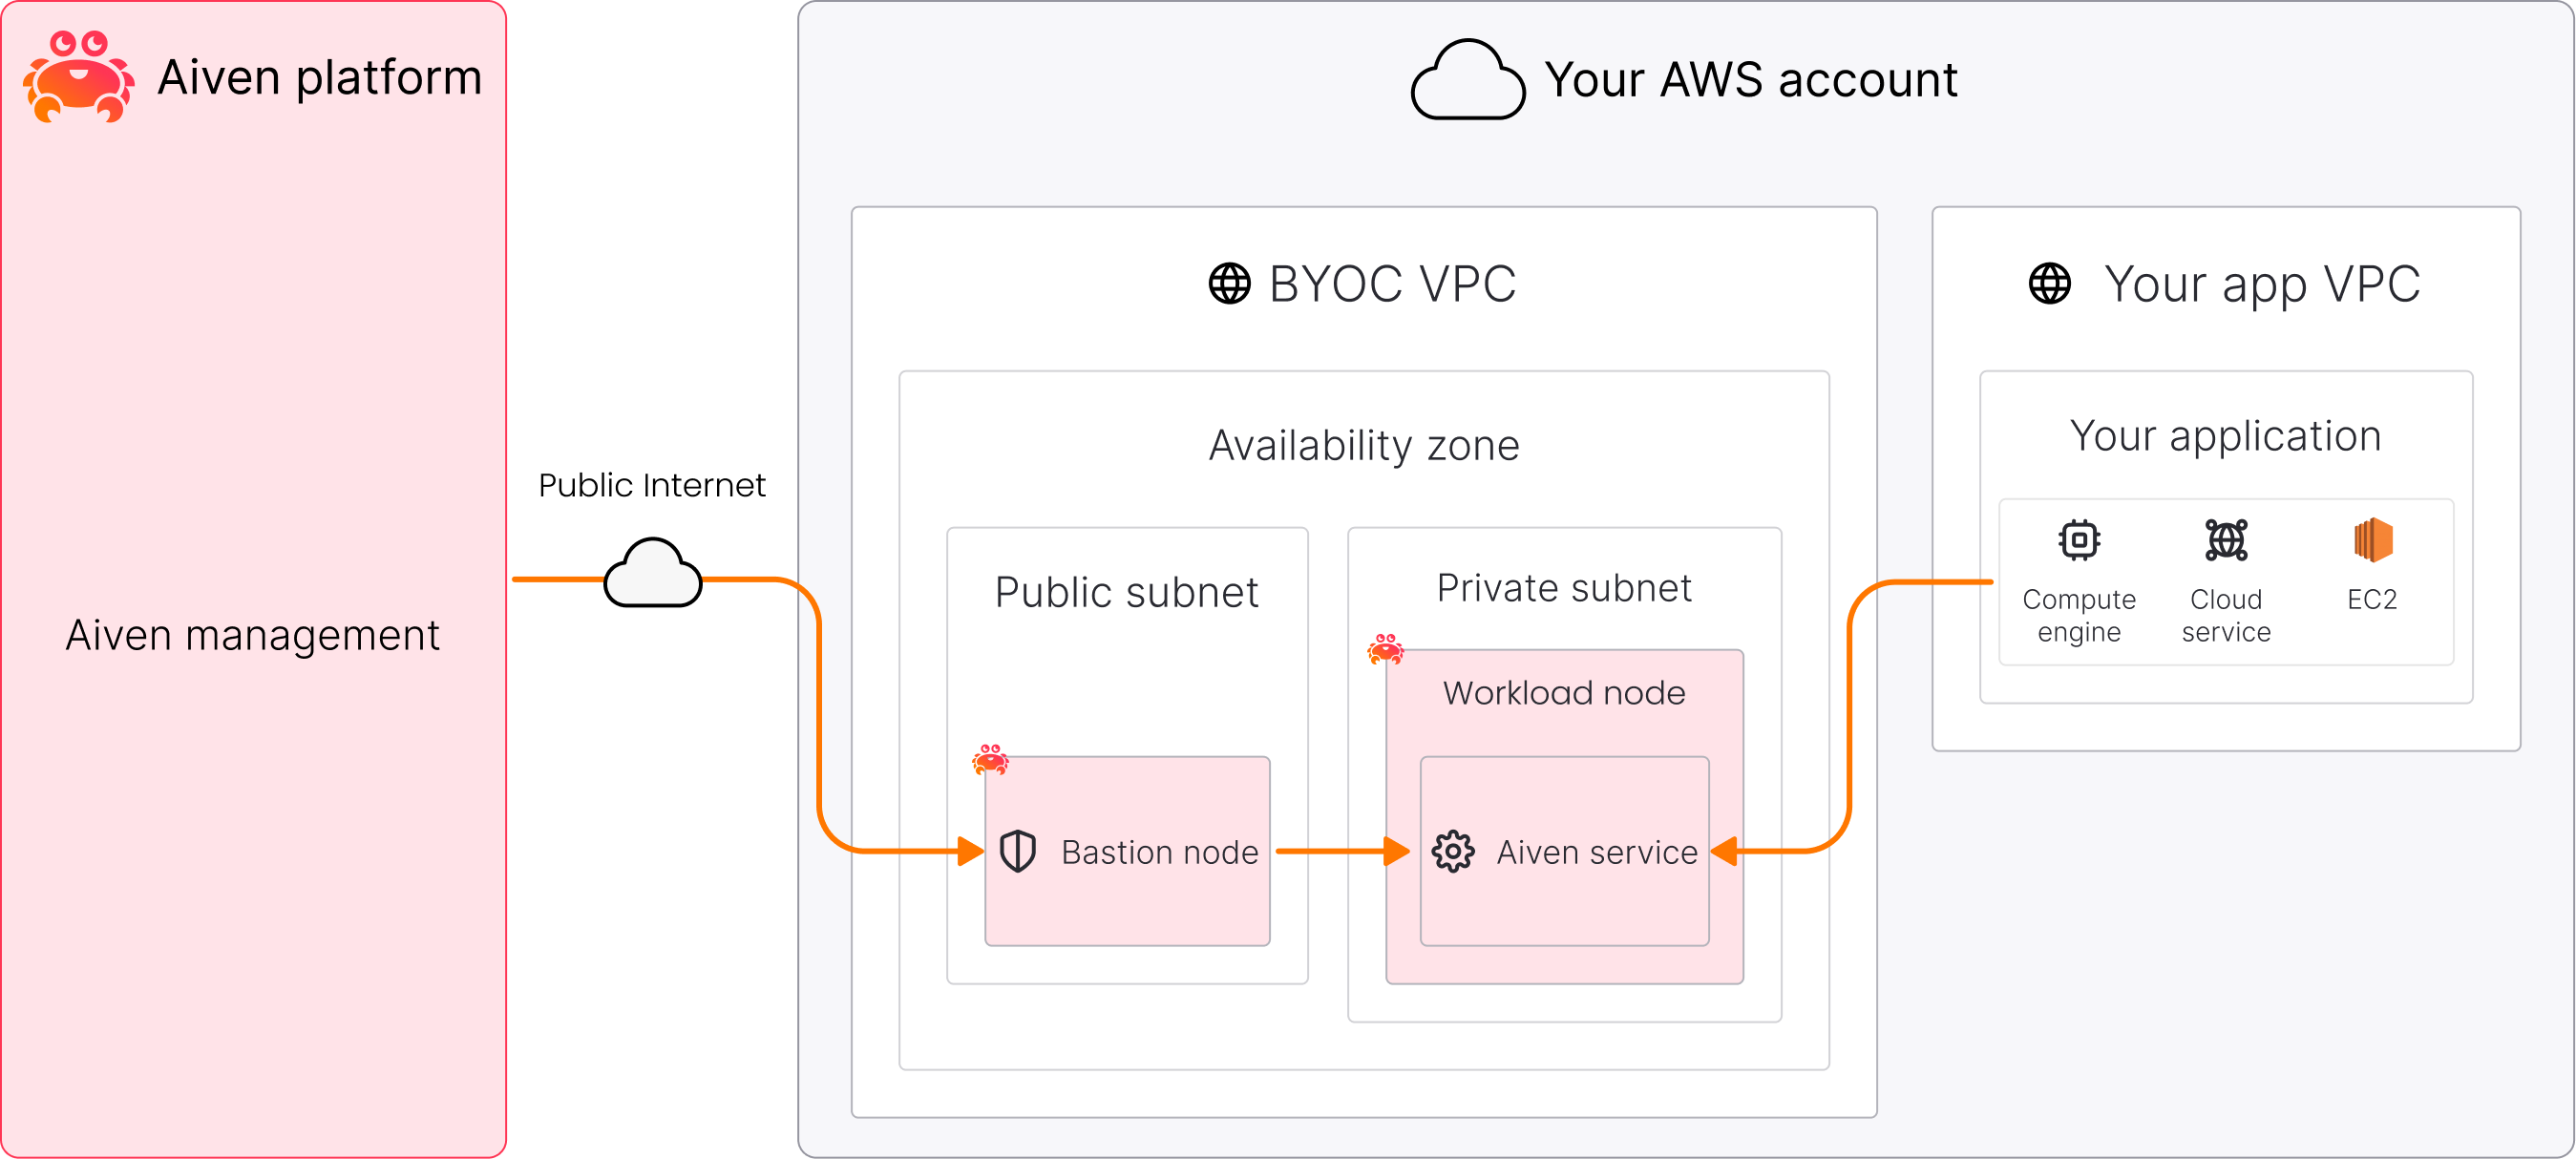 Aiven platform
Aiven management
Public Internet
Your AWS account
BYOC VPC
Availability zone
Public subnet
Bastion node
Private subnet
Workload node
Aiven service
Your app VPC
Your application
Compute
engine
Cloud
service
EC2